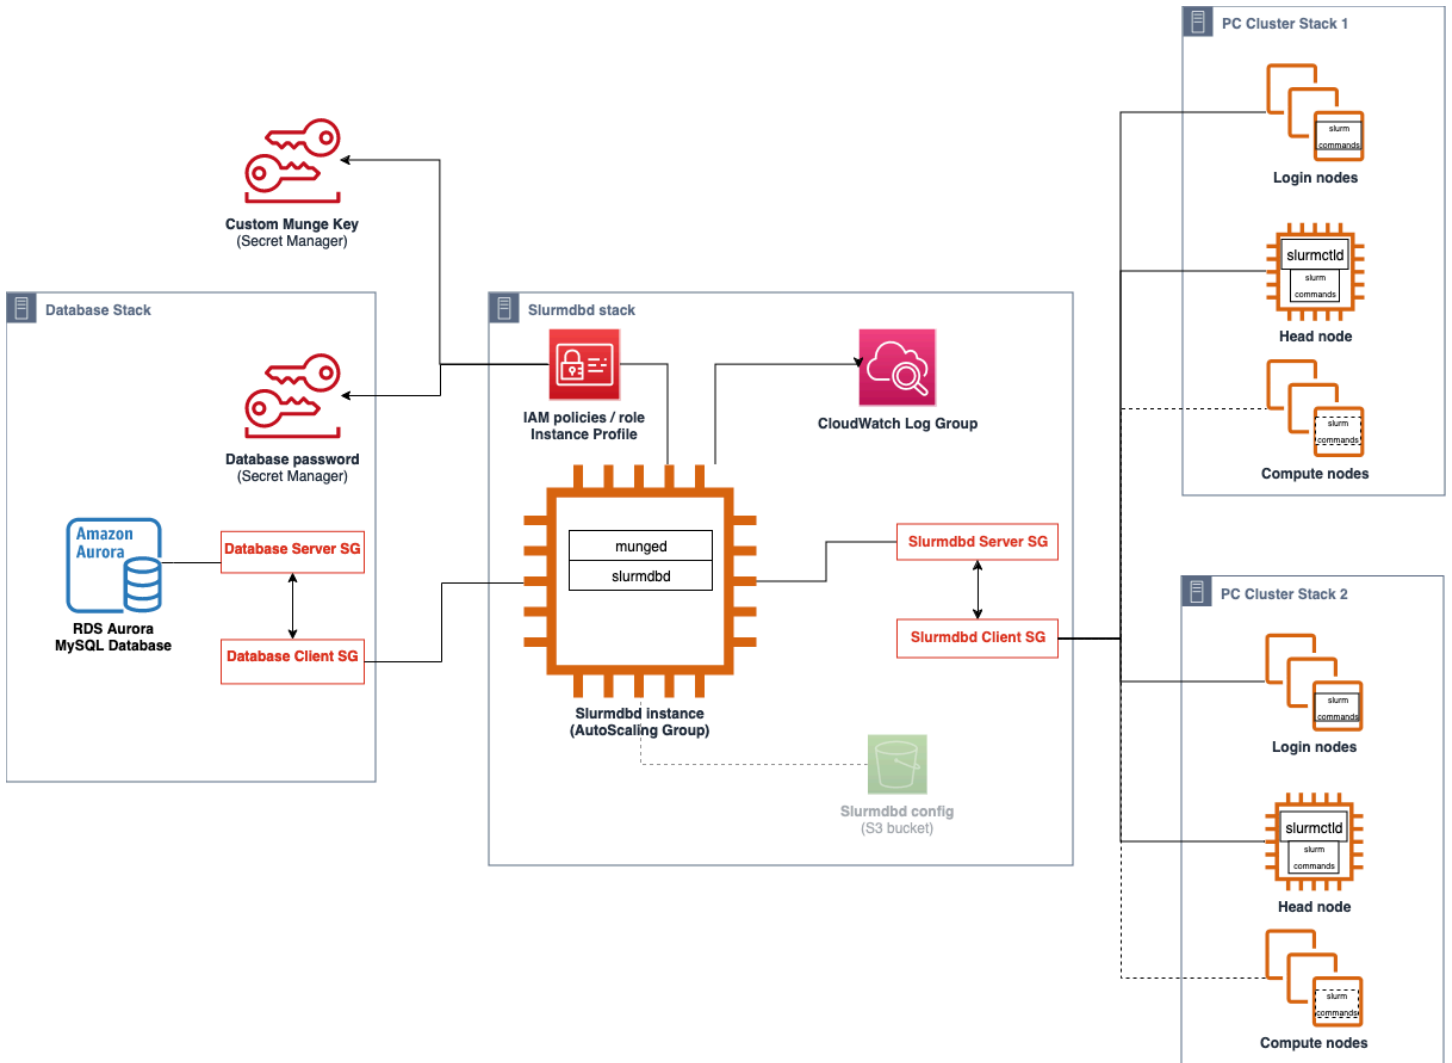 PC Cluster Stack 1
slurm
commands
Login nodes
slurmctld
slurm
commands
Head node
slurm
commands
Compute nodes
Custom Munge Key
(Secret Manager)
Database Stack
Database password
(Secret Manager)
Amazon
Aurora
RDS Aurora
MySQL Database
Database Server SG
Database Client SG
Slurmdbd stack
IAM policies / role
Instance Profile
CloudWatch Log Group
munged
slurmdbd
Slurmdbd instance
(AutoScaling Group)
Slurmdbd Server SG
Slurmdbd Client SG
Slurmdbd config
(S3 bucket)
PC Cluster Stack 2
slurm
commands
Login nodes
slurmctld
slurm
commands
Head node
slurm
commands
Compute nodes